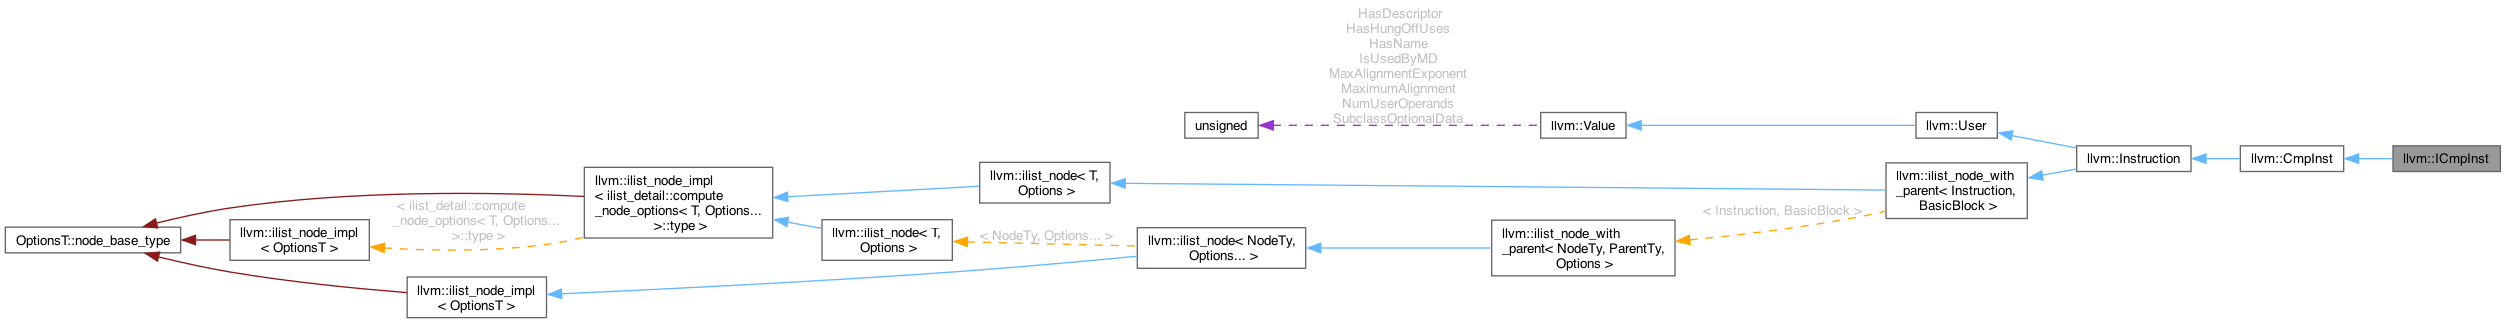 HasDescriptor
HasHungOffUses
HasName
IsUsedByMD
MaxAlignmentExponent
MaximumAlignment
NumUserOperands
SubclassOptionalData
unsigned
llvm::Value
llvm::User
llvm::Instruction
llvm::CmpInst
llvm::ICmpInst
llvm::ilist_node_impl
< ilist_detail::compute
_node_options< T, Options...
>::type >
llvm::ilist_node< T,
Options >
llvm::ilist_node_with
_parent< Instruction,
BasicBlock >
< ilist_detail::compute
_node_options< T, Options...
>::type >
OptionsT::node_base_type
llvm::ilist_node_impl
< OptionsT >
llvm::ilist_node< T,
Options >
< NodeTy, Options... >
llvm::ilist_node< NodeTy,
Options... >
llvm::ilist_node_with
_parent< NodeTy, ParentTy,
Options >
< Instruction, BasicBlock >
llvm::ilist_node_impl
< OptionsT >